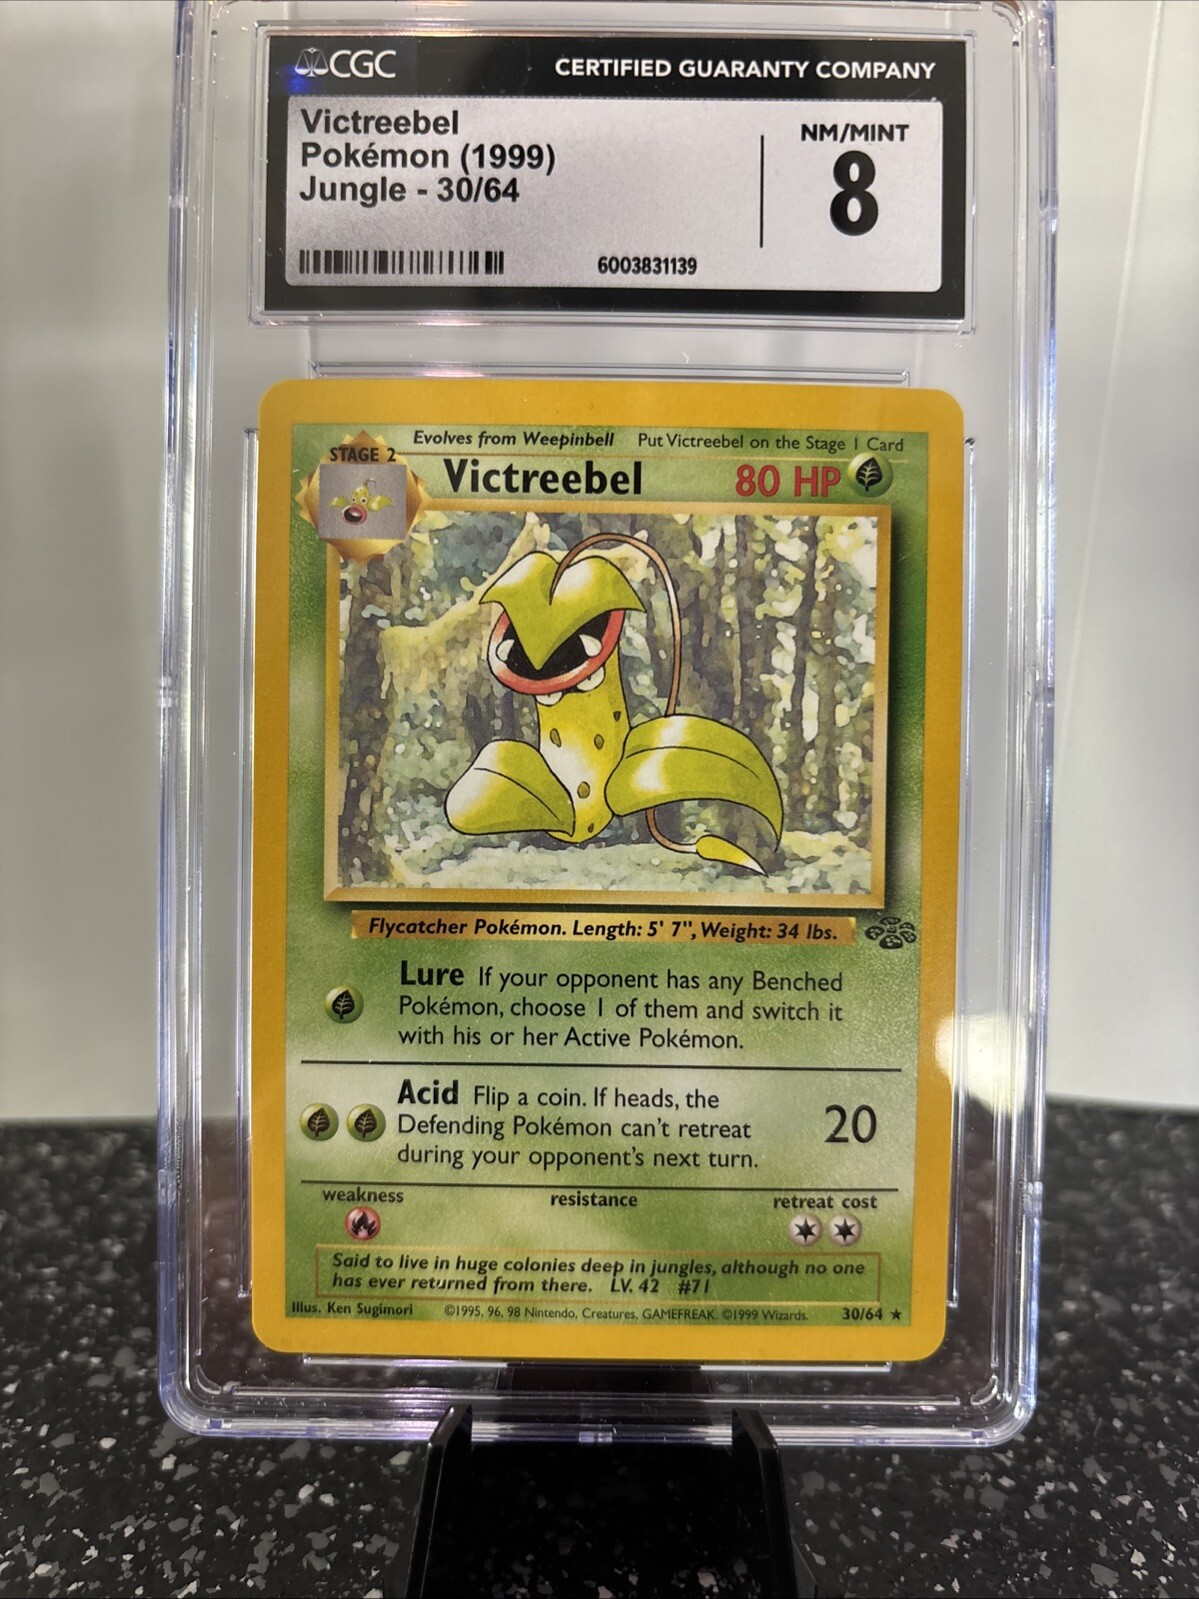 CGC
CERTIFIED GUARANTY COMPANY
Victreebel
Pokémon (1999)
Jungle - 30/64
NM/MINT
8
6003831139
Evolves from Weepinbell Put Victreebel on the Stage 1 Card
STAGE 2
Victreebel 80 HP
Flycatcher Pokémon. Length: 5' 7", Weight: 34 lbs.
Lure If your opponent has any Benched
Pokémon, choose 1 of them and switch it
with his or her Active Pokémon.
Acid Flip a coin. If heads, the
Defending Pokémon can't retreat
during your opponent's next turn.
20
weakness resistance retreat cost
Said to live in huge colonies deep in jungles, although no one
has ever returned from there. LV. 42 #71
Illus. Ken Sugimori ©1995, 96, 98 Nintendo, Creatures, GAMEFREAK. ©1999 Wizards. 30/64 ★